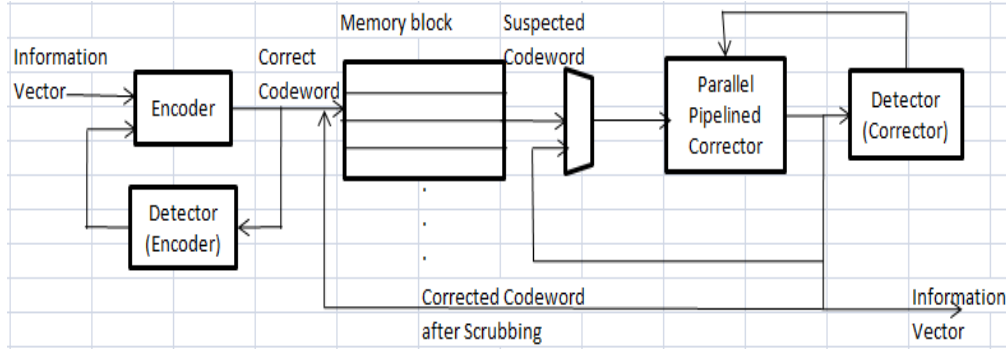 Information
Vector
Encoder
Detector
(Encoder)
Correct
Codeword
Memory block
Suspected
Codeword
Parallel
Pipelined
Corrector
Detector
(Corrector)
Corrected Codeword
after Scrubbing
Information
Vector